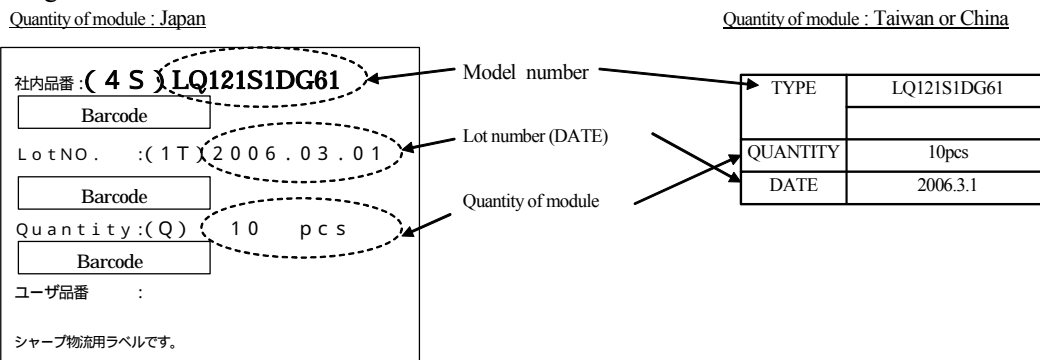 Quantity of module : Japan
Quantity of module : Taiwan or China
社内品番 : ( 4 S ) LQ121S1DG61
Barcode
LotNO. :(1T)2006.03.01
Barcode
Quantity:(Q) 10 pcs
Barcode
ユーザ品番 :
シャープ物流用ラベルです。
Model number
Lot number (DATE)
Quantity of module
TYPE LQ121S1DG61
QUANTITY 10pcs
DATE 2006.3.1